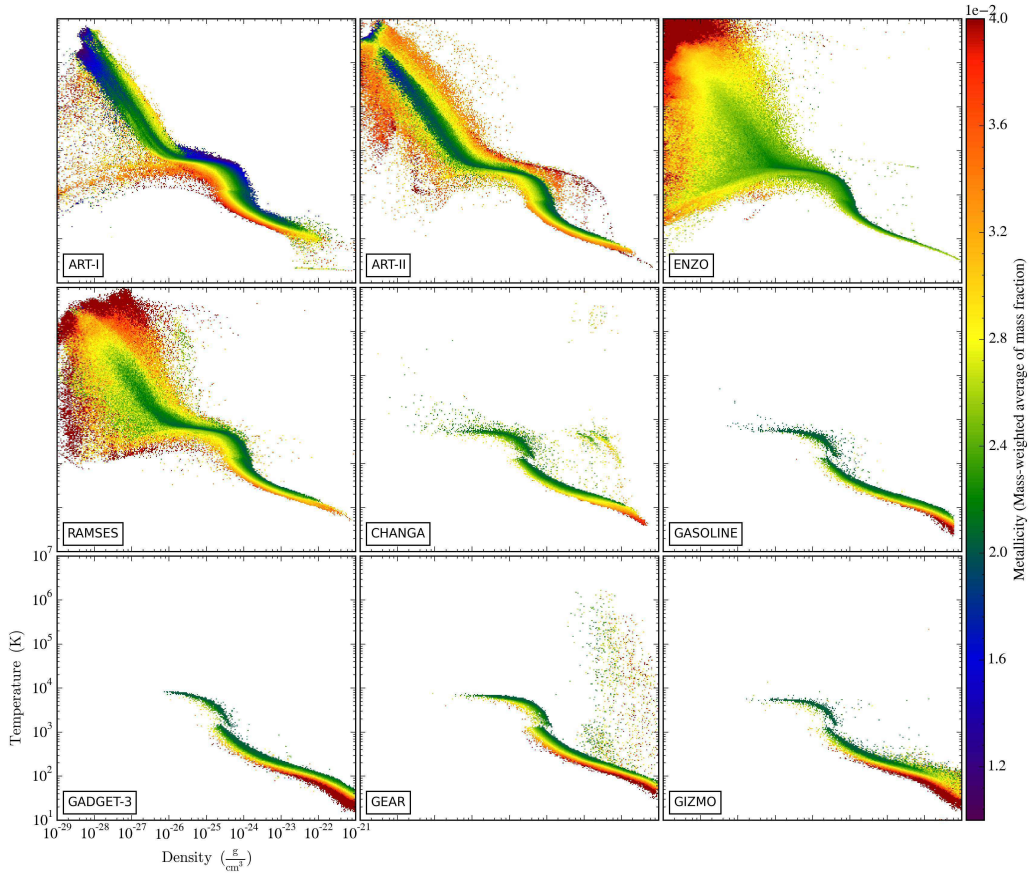 1e−2
ART-I
ART-II
ENZO
4.0
3.6
3.2
2.8
2.4
2.0
1.6
1.2
Metallicity (Mass-weighted average of mass fraction)
RAMSES
CHANGA
GASOLINE
10^7
10^6
10^5
10^4
10^3
10^2
10^1
Temperature (K)
GADGET-3
GEAR
GIZMO
10^-29 10^-28 10^-27 10^-26 10^-25 10^-24 10^-23 10^-22 10^-21
Density (g/cm^3)